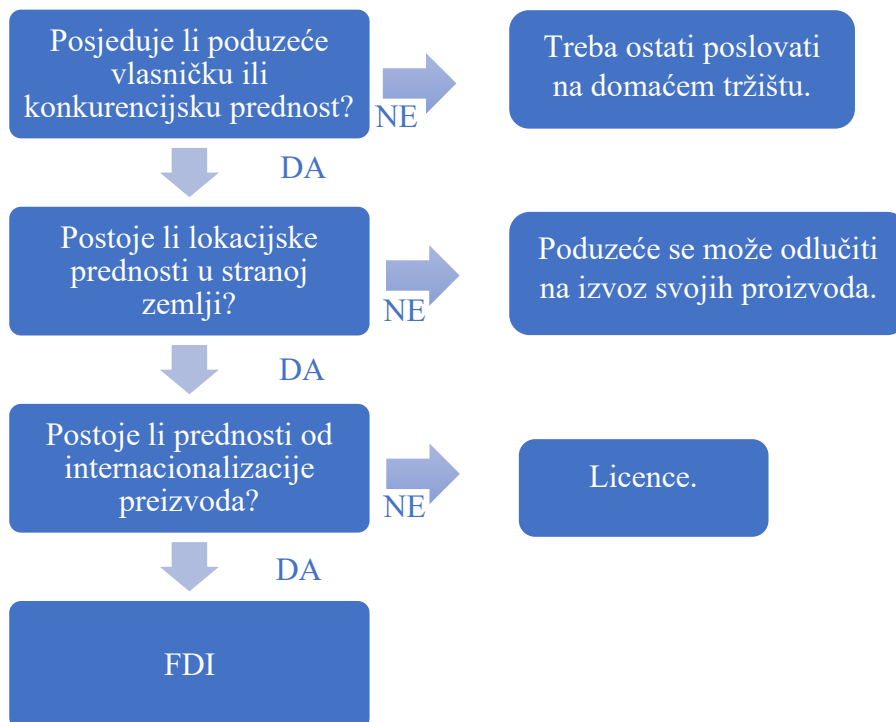 Posjeduje li poduzeće
vlasničku ili
konkurencijsku prednost?
NE
Treba ostati poslovati
na domaćem tržištu.
DA
Postoje li lokacijske
prednosti u stranoj
zemlji?
NE
Poduzeće se može odlučiti
na izvoz svojih proizvoda.
DA
Postoje li prednosti od
internacionalizacije
preizvoda?
NE
Licence.
DA
FDI